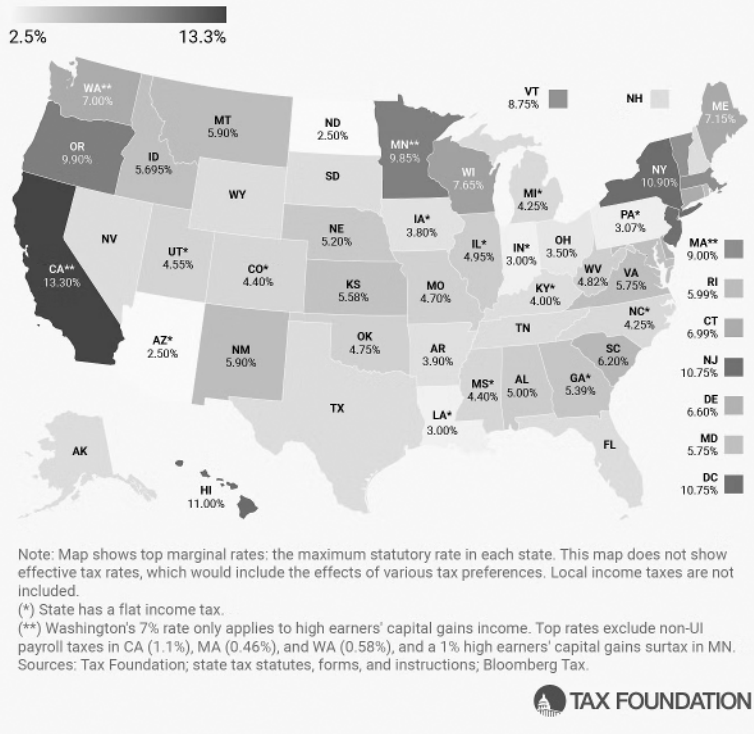 2.5% 13.3%
WA**
7.00%
MT
5.90%
ND
2.50%
MN**
9.85%
VT
8.75%
NH
ME
7.15%
OR
9.90%
ID
5.695%
WY
SD
WI
7.65%
MI*
4.25%
NY
10.90%
NV
UT*
4.55%
CO*
4.40%
NE
5.20%
IA*
3.80%
IL*
4.95%
IN*
3.00%
OH
3.50%
PA*
3.07%
CA**
13.30%
KS
5.58%
MO
4.70%
KY*
4.00%
WV
4.82%
VA
5.75%
MA**
9.00%
RI
5.99%
AZ*
2.50%
NM
5.90%
OK
4.75%
AR
3.90%
TN
NC*
4.25%
SC
6.20%
CT
6.99%
NJ
10.75%
TX
LA*
3.00%
MS*
4.40%
AL
5.00%
GA*
5.39%
FL
DE
6.60%
MD
5.75%
DC
10.75%
AK
HI
11.00%
Note: Map shows top marginal rates: the maximum statutory rate in each state. This map does not show
effective tax rates, which would include the effects of various tax preferences. Local income taxes are not
included.
(*) State has a flat income tax.
(**) Washington's 7% rate only applies to high earners' capital gains income. Top rates exclude non-UI
payroll taxes in CA (1.1%), MA (0.46%), and WA (0.58%), and a 1% high earners' capital gains surtax in MN.
Sources: Tax Foundation; state tax statutes, forms, and instructions; Bloomberg Tax.
TAX FOUNDATION